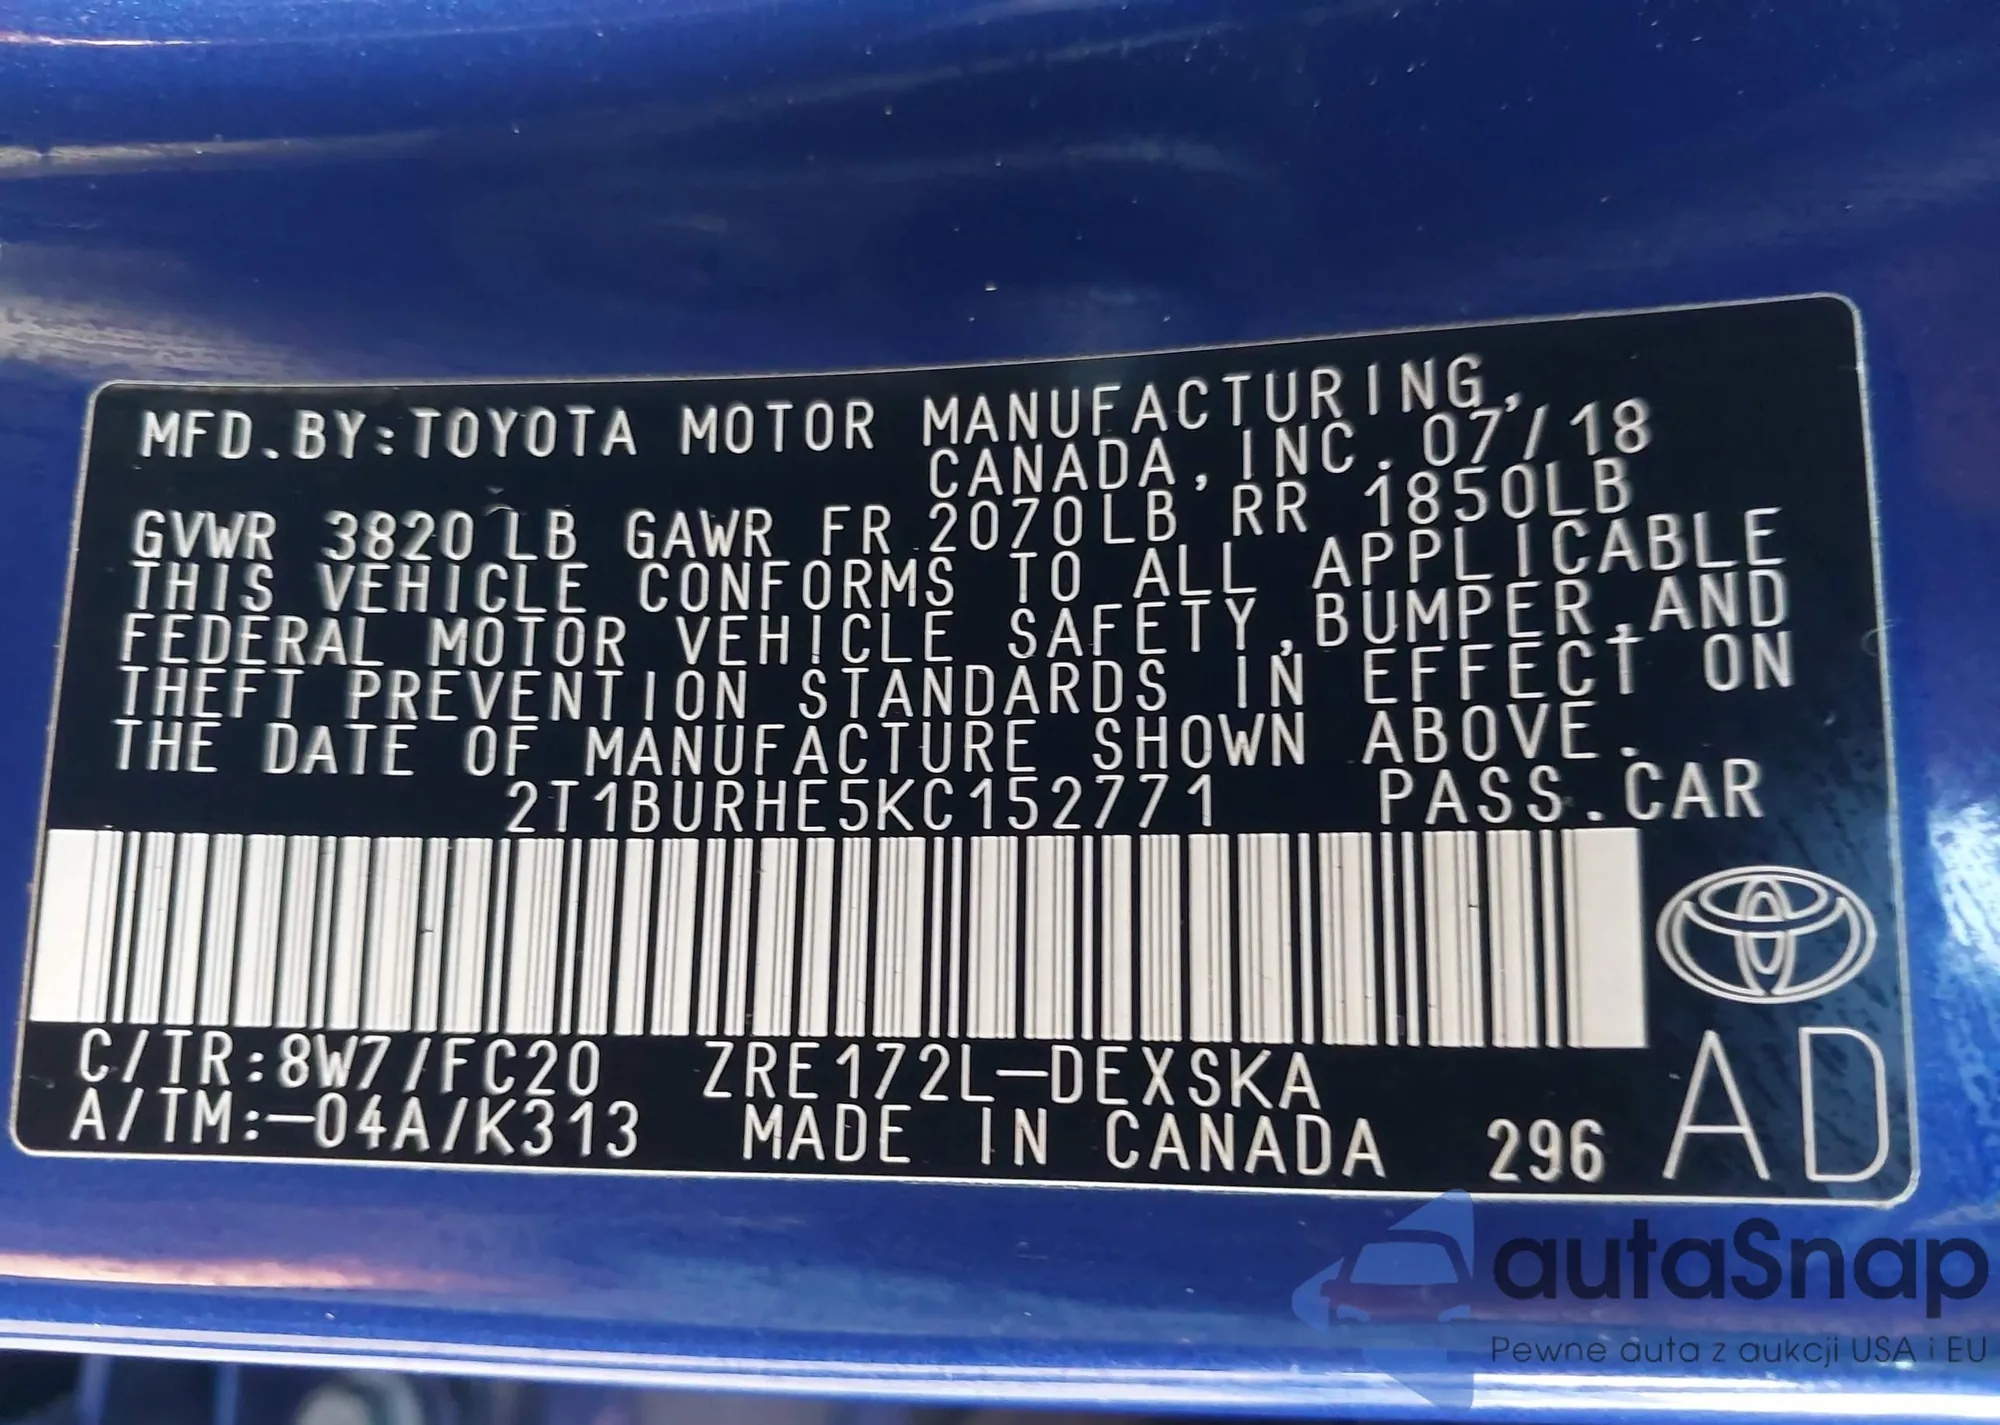 MFD.BY:TOYOTA MOTOR MANUFACTURING,
CANADA,INC. 07/18
GVWR 3820LB GAWR FR 2070LB RR 1850LB
THIS VEHICLE CONFORMS TO ALL APPLICABLE
FEDERAL MOTOR VEHICLE SAFETY,BUMPER,AND
THEFT PREVENTION STANDARDS IN EFFECT ON
THE DATE OF MANUFACTURE SHOWN ABOVE.
2T1BURHE5KC152771 PASS.CAR
C/TR:8W7/FC20 ZRE172L-DEXSKA
A/TM:-04A/K313 MADE IN CANADA 296 AD
autaSnap
Pewne auta z aukcji USA i EU